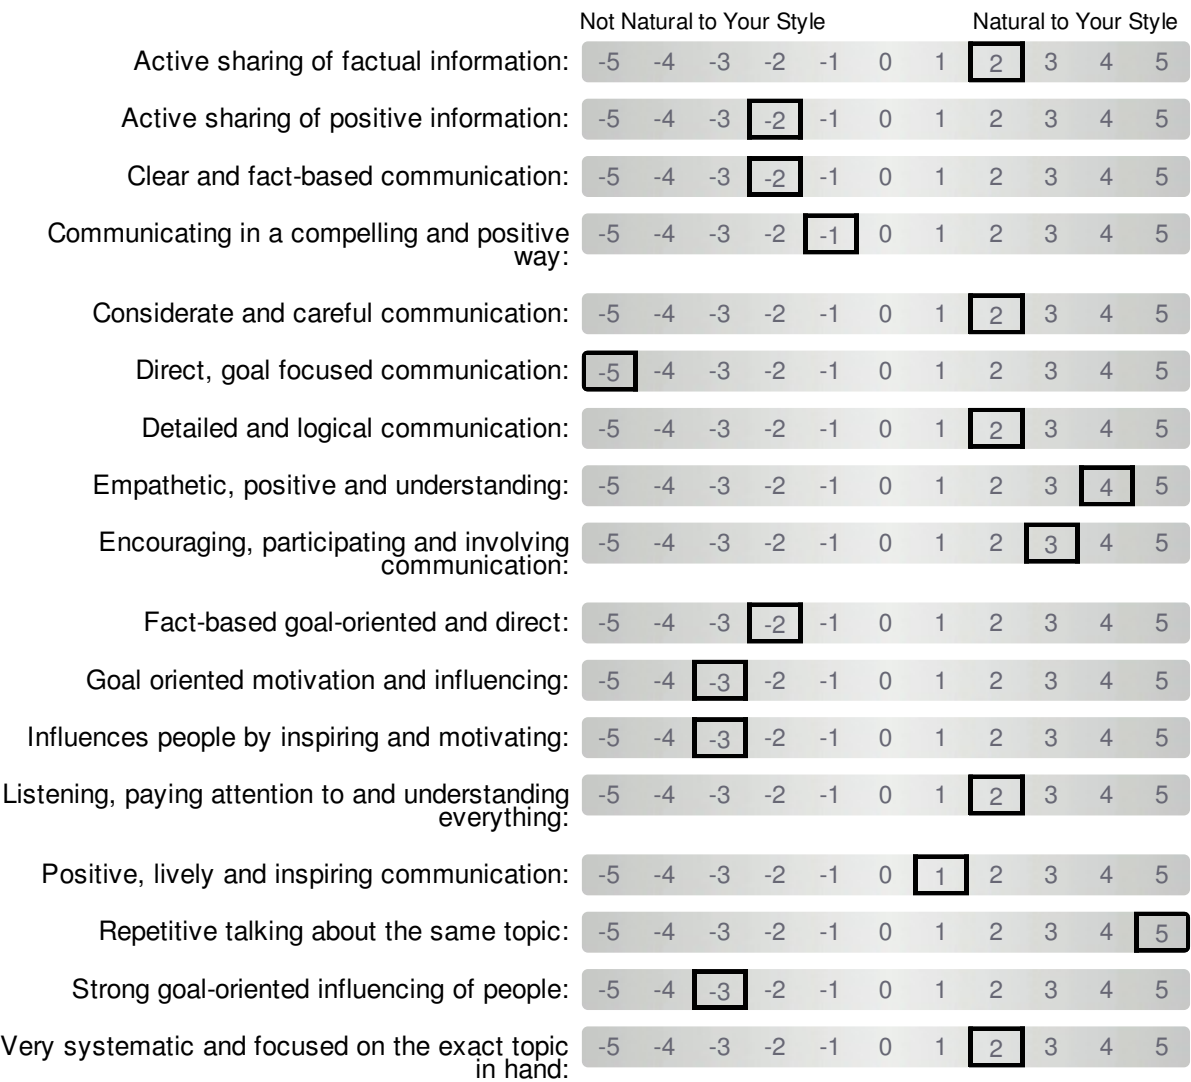 Not Natural to Your Style Natural to Your Style
Active sharing of factual information: -5 -4 -3 -2 -1 0 1 2 3 4 5
Active sharing of positive information: -5 -4 -3 -2 -1 0 1 2 3 4 5
Clear and fact-based communication: -5 -4 -3 -2 -1 0 1 2 3 4 5
Communicating in a compelling and positive -5 -4 -3 -2 -1 0 1 2 3 4 5
way:
Considerate and careful communication: -5 -4 -3 -2 -1 0 1 2 3 4 5
Direct, goal focused communication: -5 -4 -3 -2 -1 0 1 2 3 4 5
Detailed and logical communication: -5 -4 -3 -2 -1 0 1 2 3 4 5
Empathetic, positive and understanding: -5 -4 -3 -2 -1 0 1 2 3 4 5
Encouraging, participating and involving -5 -4 -3 -2 -1 0 1 2 3 4 5
communication:
Fact-based goal-oriented and direct: -5 -4 -3 -2 -1 0 1 2 3 4 5
Goal oriented motivation and influencing: -5 -4 -3 -2 -1 0 1 2 3 4 5
Influences people by inspiring and motivating: -5 -4 -3 -2 -1 0 1 2 3 4 5
Listening, paying attention to and understanding -5 -4 -3 -2 -1 0 1 2 3 4 5
everything:
Positive, lively and inspiring communication: -5 -4 -3 -2 -1 0 1 2 3 4 5
Repetitive talking about the same topic: -5 -4 -3 -2 -1 0 1 2 3 4 5
Strong goal-oriented influencing of people: -5 -4 -3 -2 -1 0 1 2 3 4 5
Very systematic and focused on the exact topic -5 -4 -3 -2 -1 0 1 2 3 4 5
in hand: